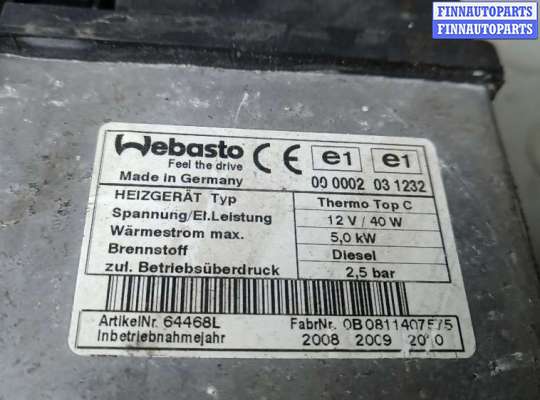 FINNAUTOPARTS
FINNAUTOPARTS
Webasto
Feel the drive
Made in Germany
CE e1 e1
00 0002 03 1232
HEIZGERÄT Typ Thermo Top C
Spannung/El.Leistung 12 V / 40 W
Wärmestrom max. 5,0 kW
Brennstoff Diesel
zul. Betriebsüberdruck 2,5 bar
ArtikelNr. 64468L FabrNr.
Inbetriebnahmejahr 2008 2009 2010